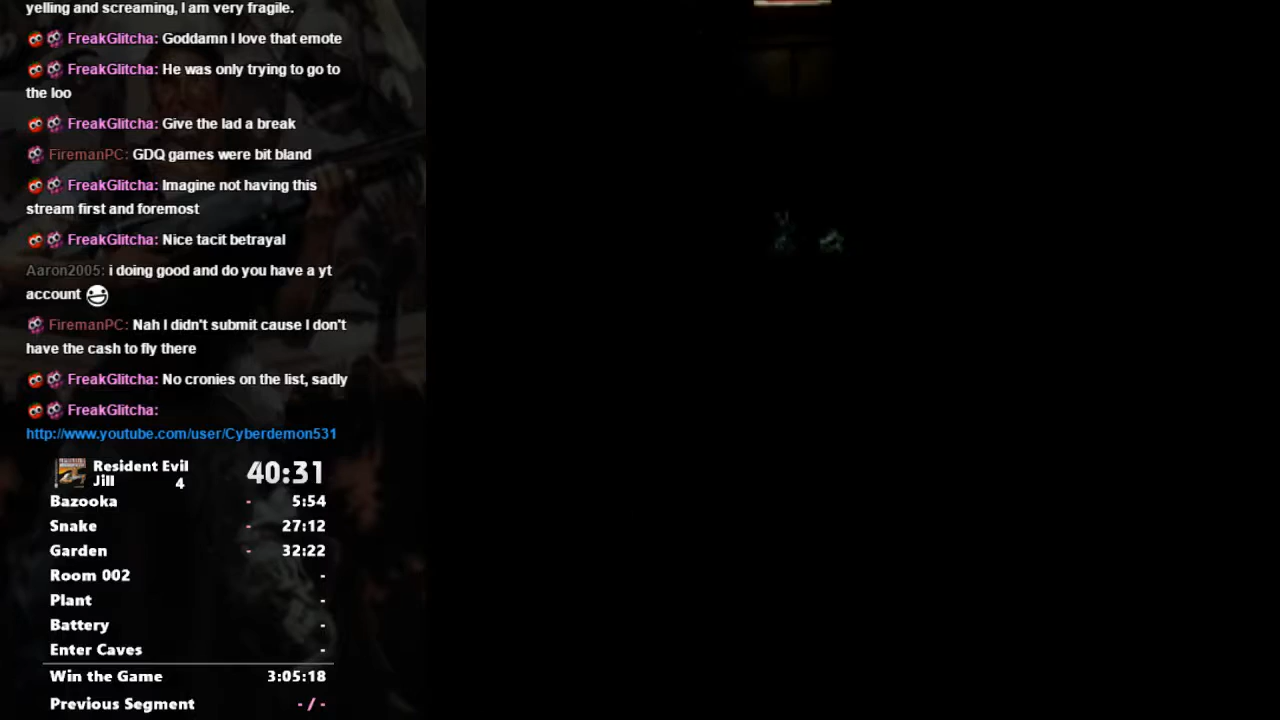 yelling and screaming, I am very fragile.
FreakGlitcha: Goddamn I love that emote
FreakGlitcha: He was only trying to go to
the loo
FreakGlitcha: Give the lad a break
FiremanPC: GDQ games were bit bland
FreakGlitcha: Imagine not having this
stream first and foremost
FreakGlitcha: Nice tacit betrayal
Aaron2005: i doing good and do you have a yt
account
FiremanPC: Nah I didn't submit cause I don't
have the cash to fly there
FreakGlitcha: No cronies on the list, sadly
FreakGlitcha:
http://www.youtube.com/user/Cyberdemon531
Resident Evil
Jill 4 40:31
Bazooka - 5:54
Snake - 27:12
Garden - 32:22
Room 002 -
Plant -
Battery -
Enter Caves -
Win the Game 3:05:18
Previous Segment - / -